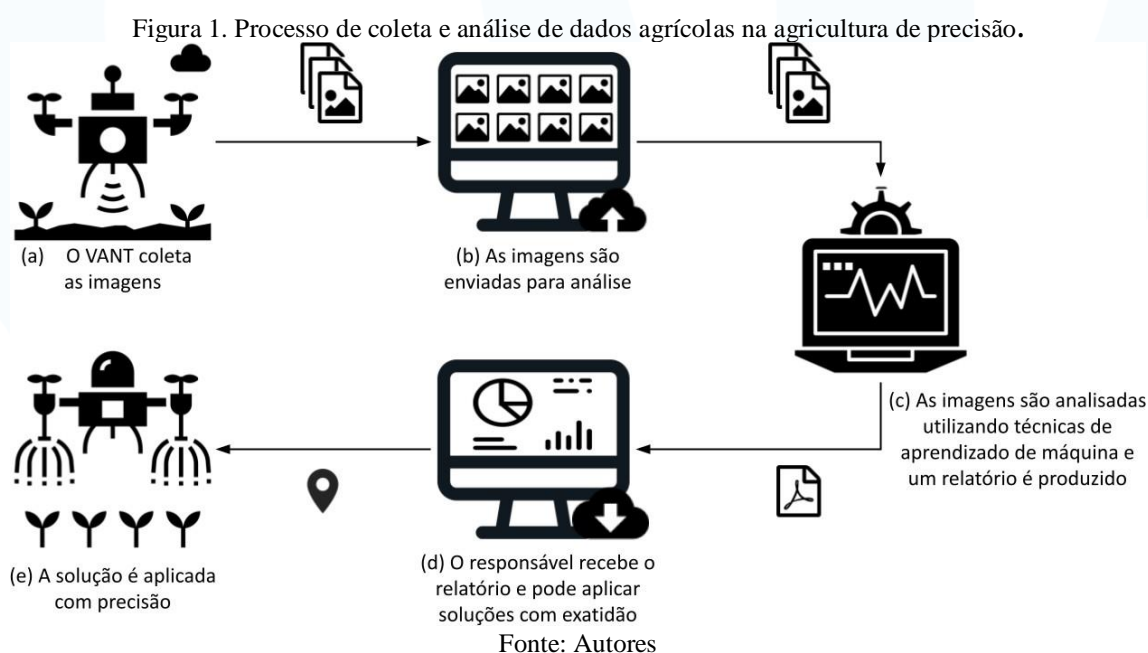 Figura 1. Processo de coleta e análise de dados agrícolas na agricultura de precisão.
(a) O VANT coleta
as imagens
(b) As imagens são
enviadas para análise
(c) As imagens são analisadas
utilizando técnicas de
aprendizado de máquina e
um relatório é produzido
(d) O responsável recebe o
relatório e pode aplicar
soluções com exatidão
(e) A solução é aplicada
com precisão
Fonte: Autores